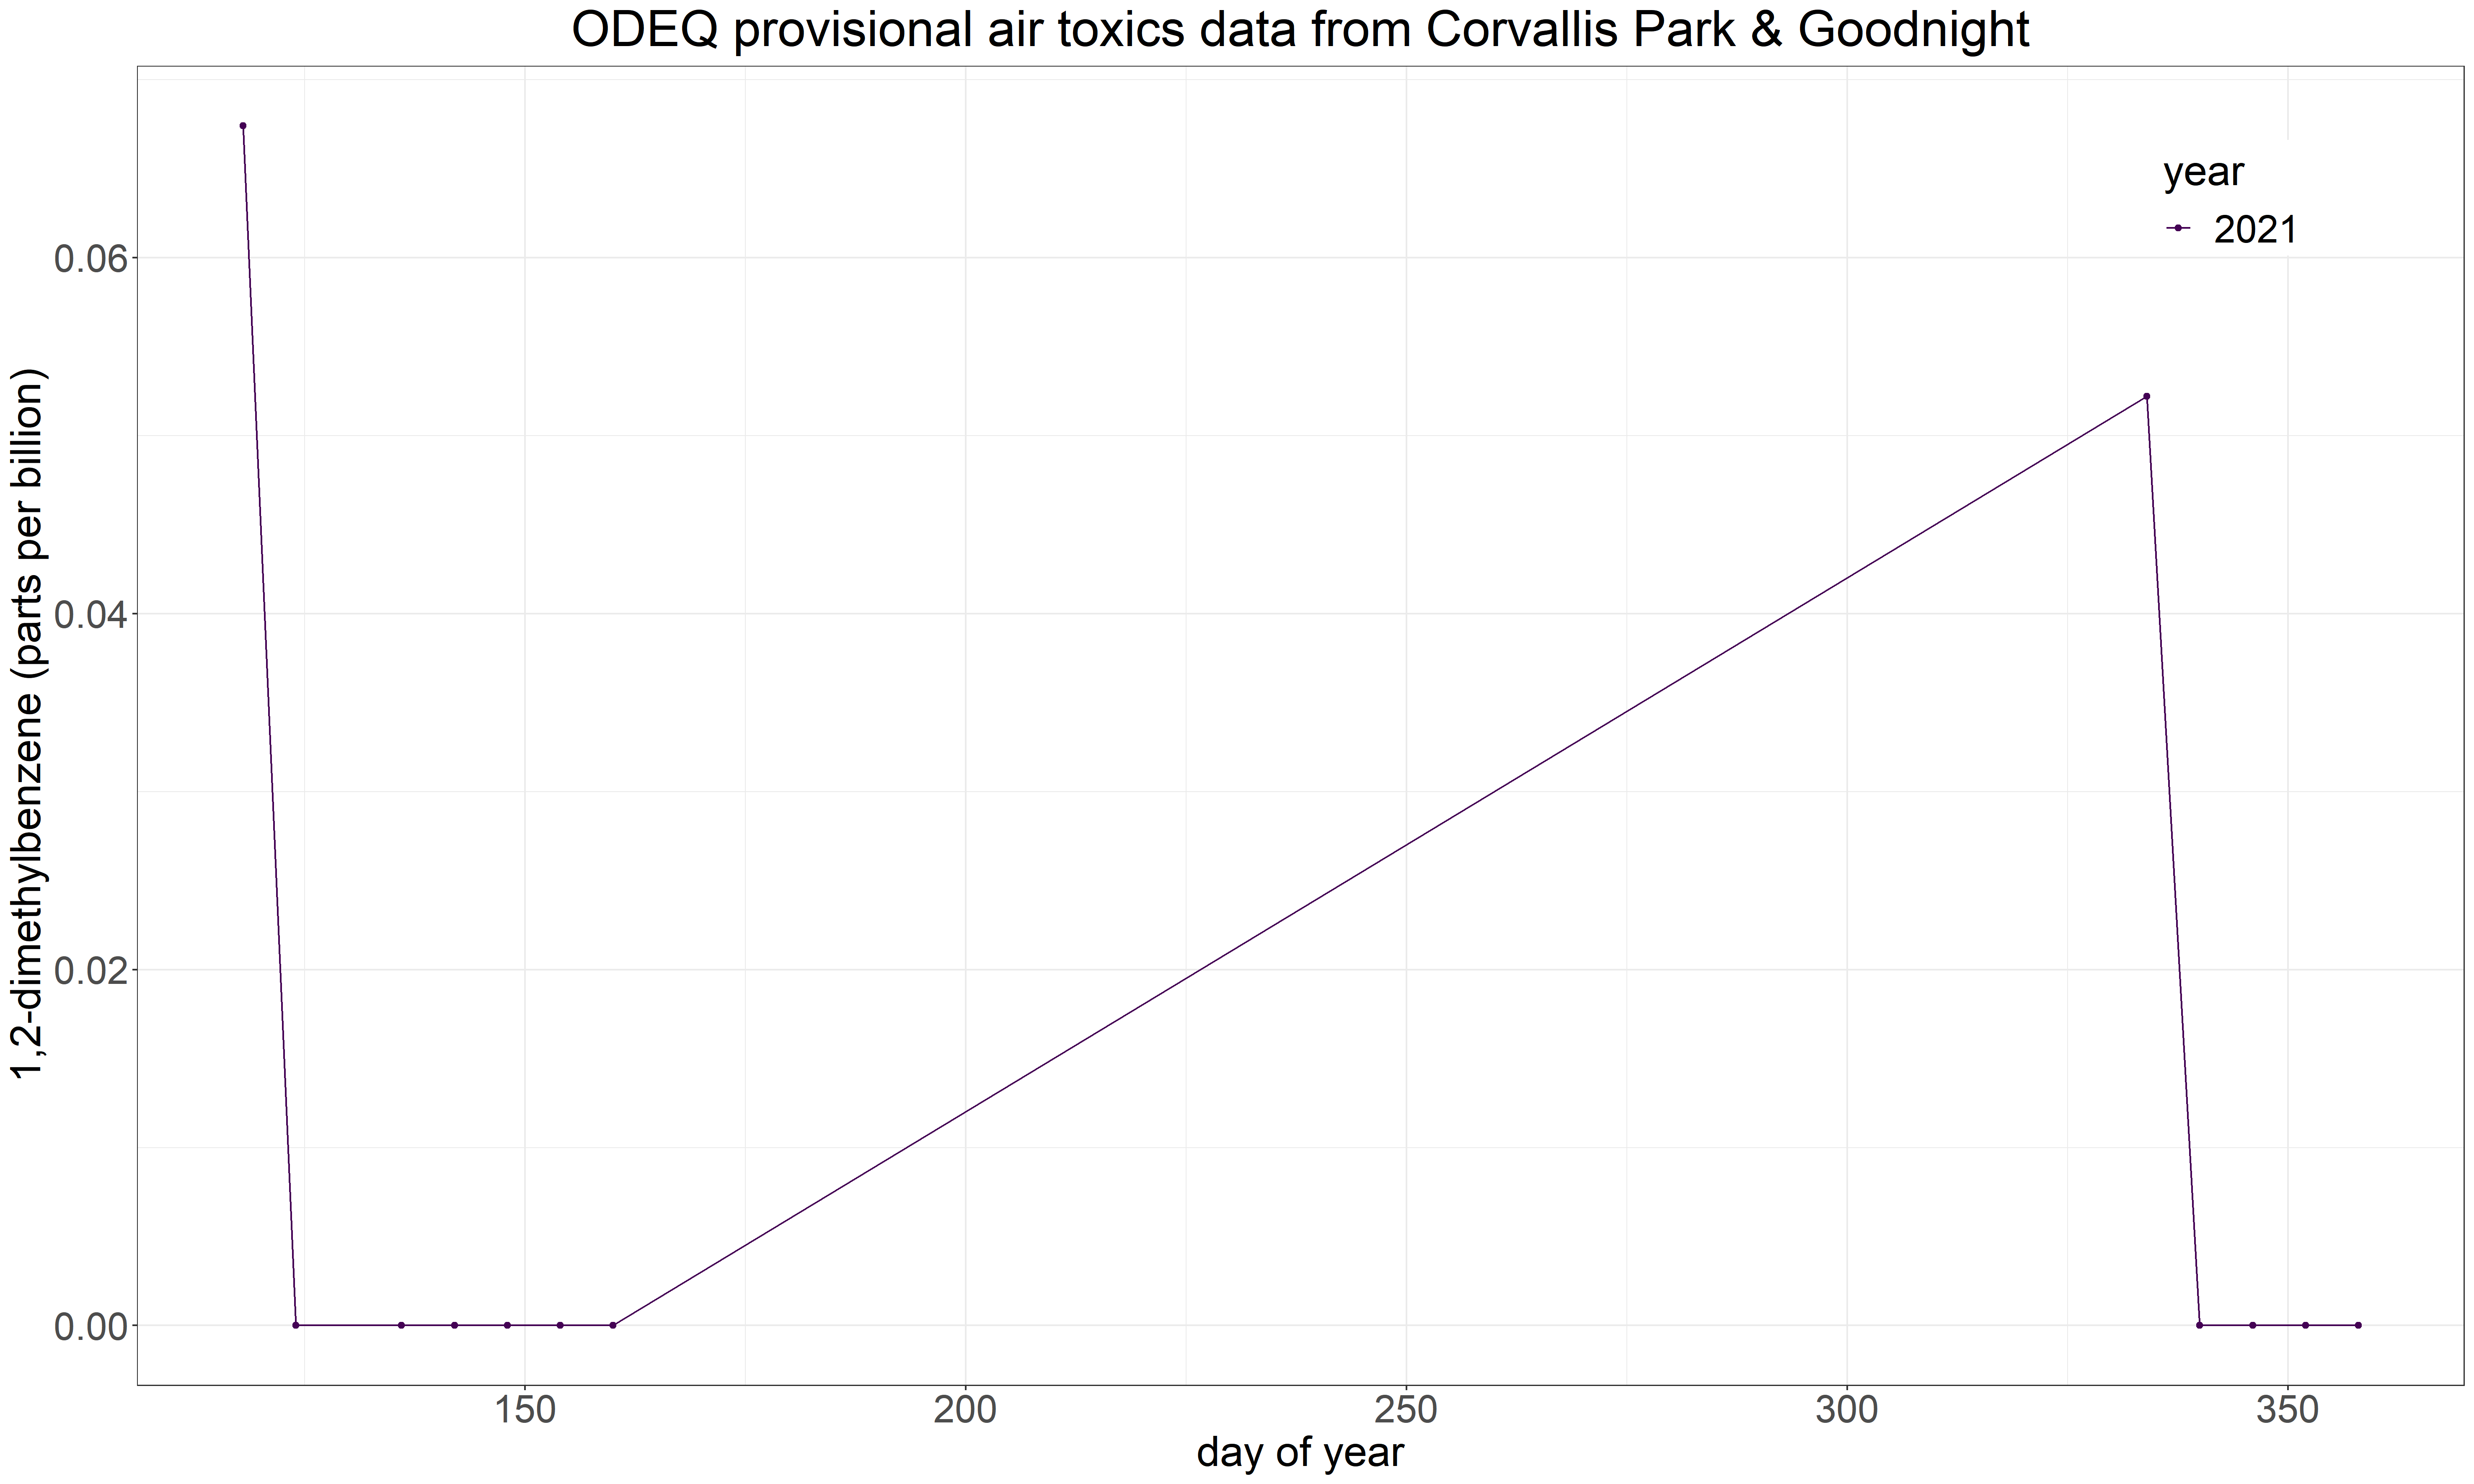 ODEQ provisional air toxics data from Corvallis Park & Goodnight
year
2021
1,2-dimethylbenzene (parts per billion)
0.06
0.04
0.02
0.00
150
200
250
300
350
day of year